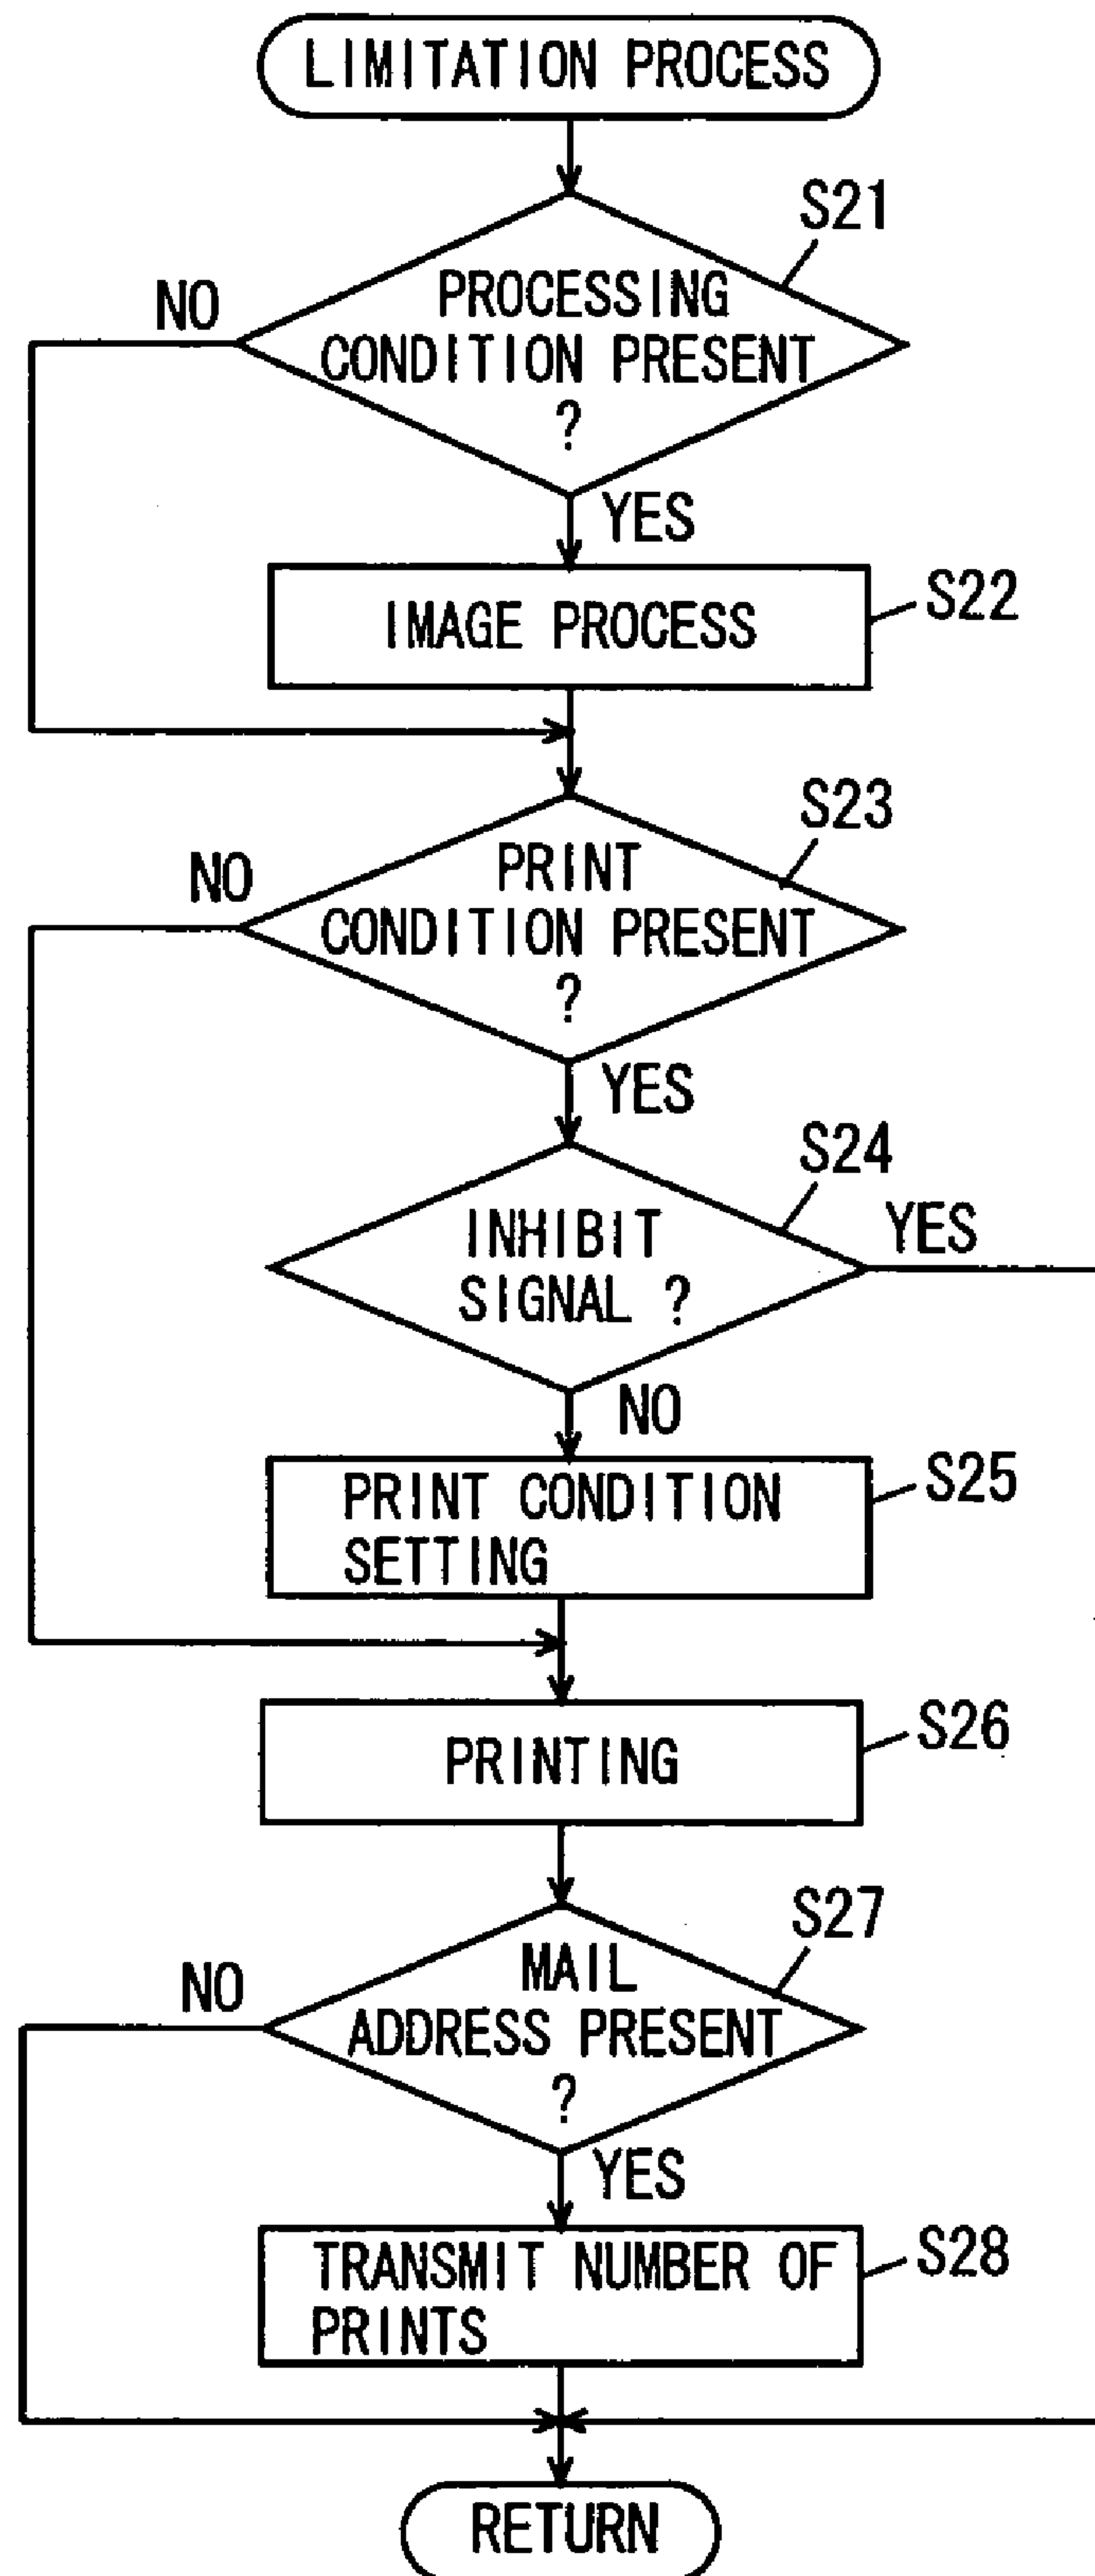 LIMITATION PROCESS
S21
NO
PROCESSING
CONDITION PRESENT
?
YES
S22
IMAGE PROCESS
S23
NO
PRINT
CONDITION PRESENT
?
YES
S24
YES
INHIBIT
SIGNAL ?
NO
S25
PRINT CONDITION
SETTING
S26
PRINTING
S27
NO
MAIL
ADDRESS PRESENT
?
YES
S28
TRANSMIT NUMBER OF
PRINTS
RETURN